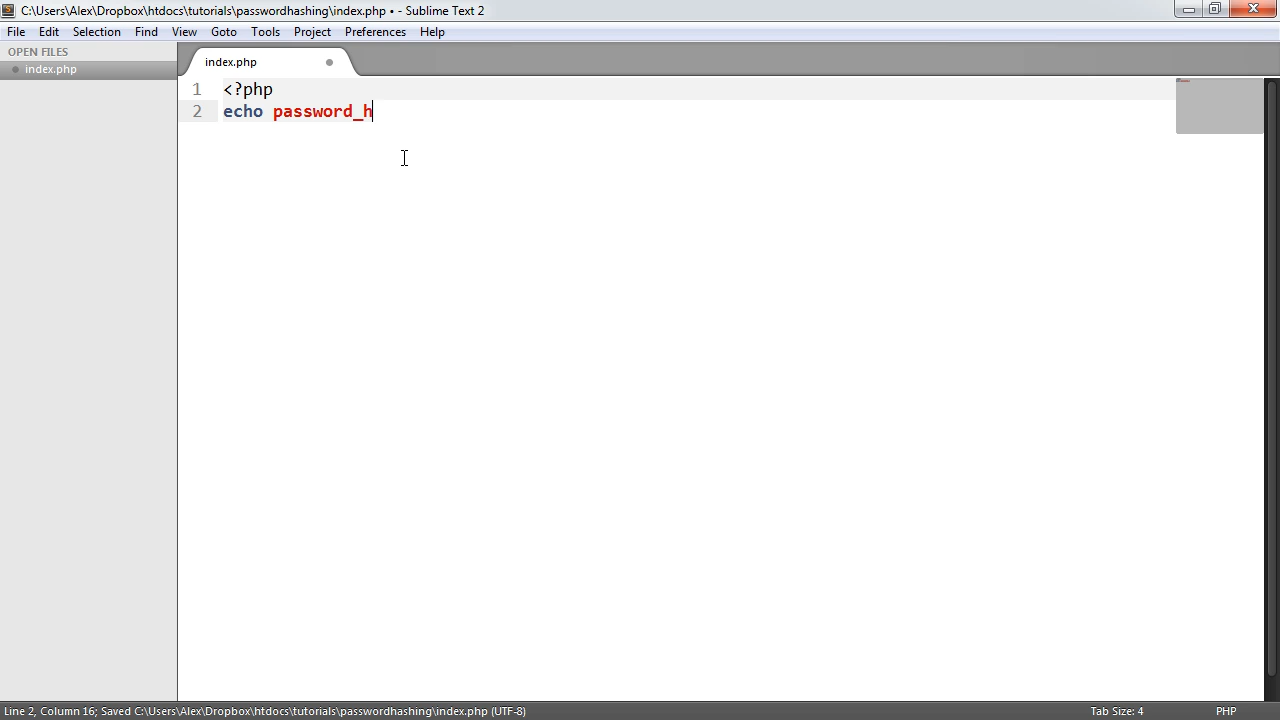 C:\Users\Alex\Dropbox\htdocs\tutorials\passwordhashing\index.php • - Sublime Text 2
File Edit Selection Find View Goto Tools Project Preferences Help
OPEN FILES
index.php
index.php
1 <?php
2 echo password_h
Line 2, Column 16; Saved C:\Users\Alex\Dropbox\htdocs\tutorials\passwordhashing\index.php (UTF-8)
Tab Size: 4
PHP